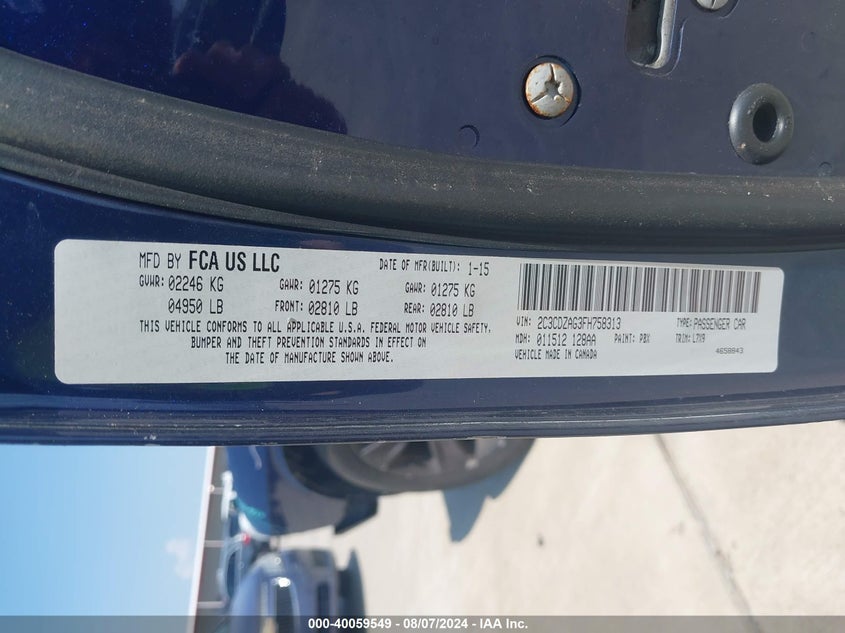 MFD BY FCA US LLC
DATE OF MFR(BUILT): 1-15
GVWR: 02246 KG
GAWR: 01275 KG
GAWR: 01275 KG
04950 LB
FRONT: 02810 LB
REAR: 02810 LB
THIS VEHICLE CONFORMS TO ALL APPLICABLE U.S.A. FEDERAL MOTOR VEHICLE SAFETY,
BUMPER AND THEFT PREVENTION STANDARDS IN EFFECT ON
THE DATE OF MANUFACTURE SHOWN ABOVE.
VIN: 2C3CDZAG3FH758313
TYPE: PASSENGER CAR
MDH: 011512 128AA
PAINT: PBX
TRIM: L7X9
VEHICLE MADE IN CANADA
4658843
000-40059549 - 08/07/2024 - © IAA, Inc.